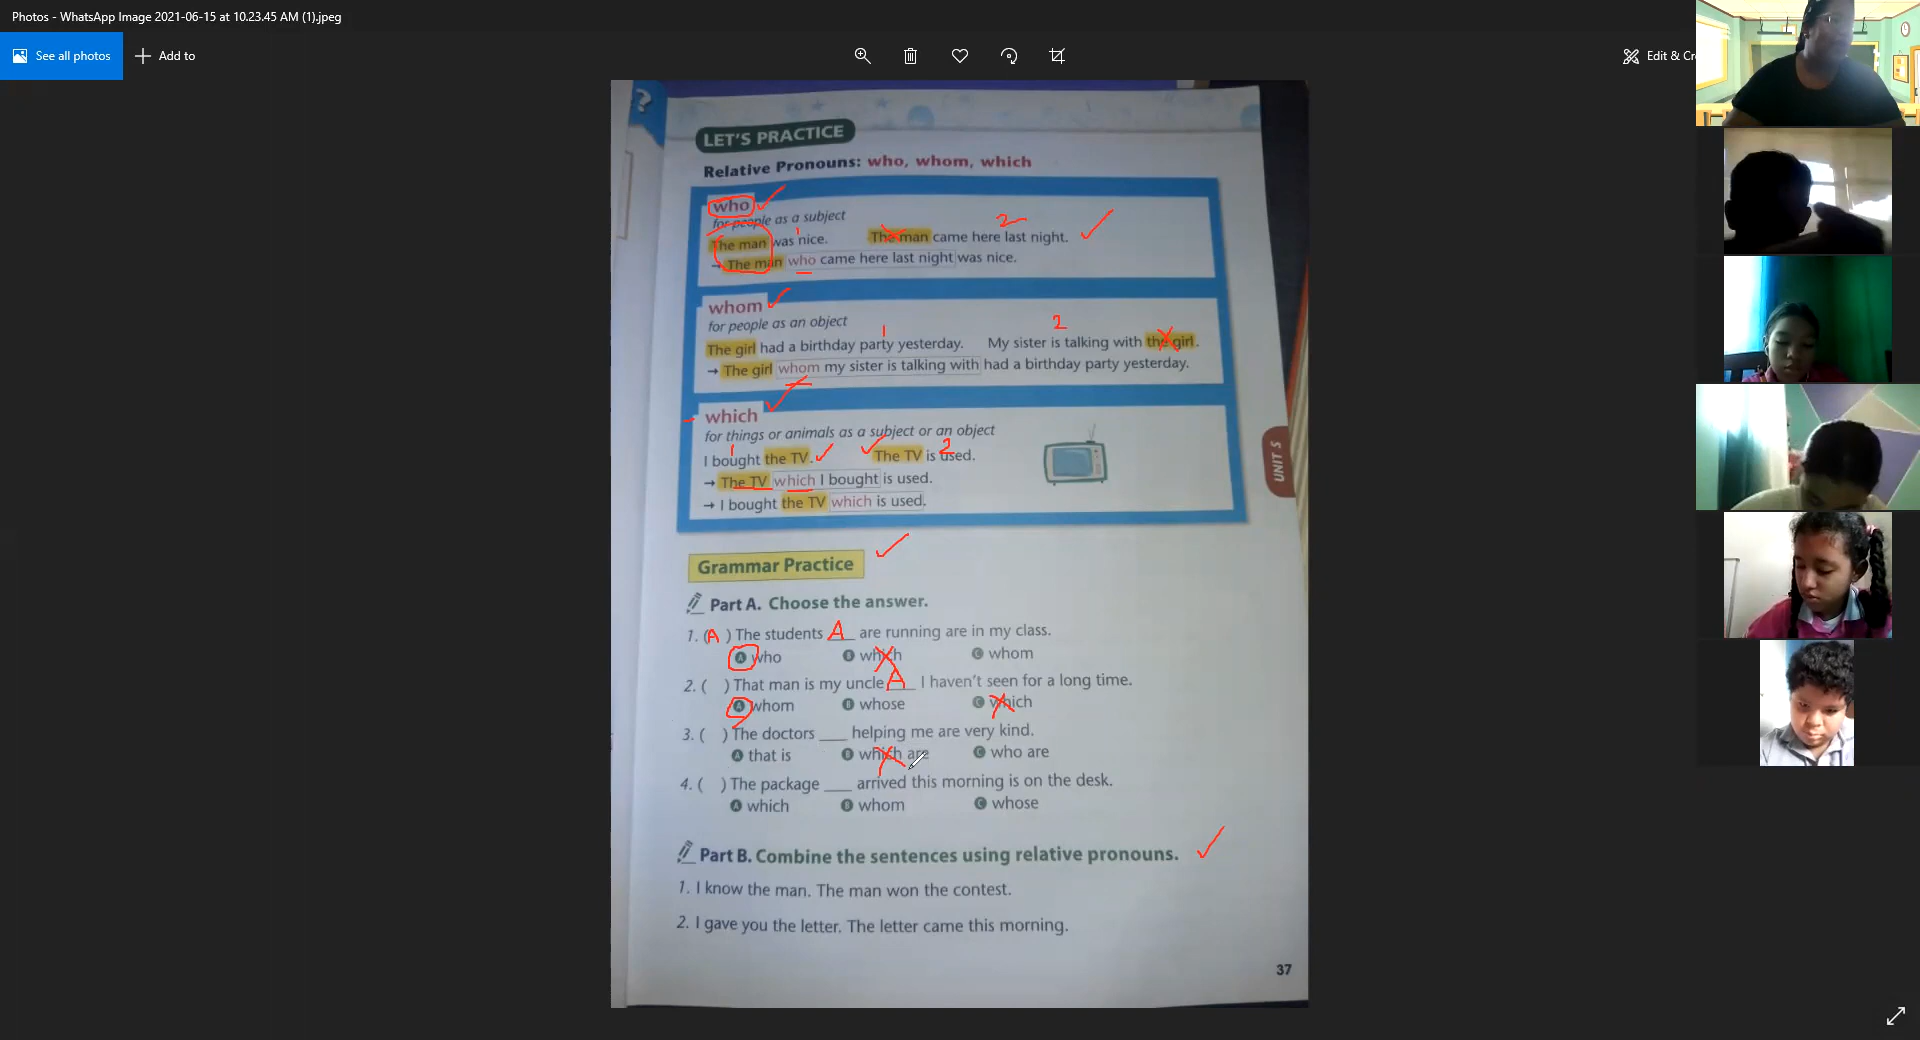 Photos - WhatsApp Image 2021-06-15 at 10.23.45 AM (1).jpeg
See all photos
Add to
Edit & Cr
?
LET'S PRACTICE
Relative Pronouns: who, whom, which
who
for people as a subject
2
1
The man was nice. The man came here last night.
→ The man who came here last night was nice.
whom
for people as an object
1 2
The girl had a birthday party yesterday. My sister is talking with the girl.
→ The girl whom my sister is talking with had a birthday party yesterday.
which
for things or animals as a subject or an object
1 2
I bought the TV. The TV is used.
→ The TV which I bought is used.
→ I bought the TV which is used.
UNIT 5
Grammar Practice
Part A. Choose the answer.
1. (A) The students A are running are in my class.
A who B which C whom
2. ( ) That man is my uncle A I haven't seen for a long time.
A whom B whose C which
3. ( ) The doctors ___ helping me are very kind.
A that is B which are C who are
4. ( ) The package ___ arrived this morning is on the desk.
A which B whom C whose
Part B. Combine the sentences using relative pronouns.
1. I know the man. The man won the contest.
2. I gave you the letter. The letter came this morning.
37